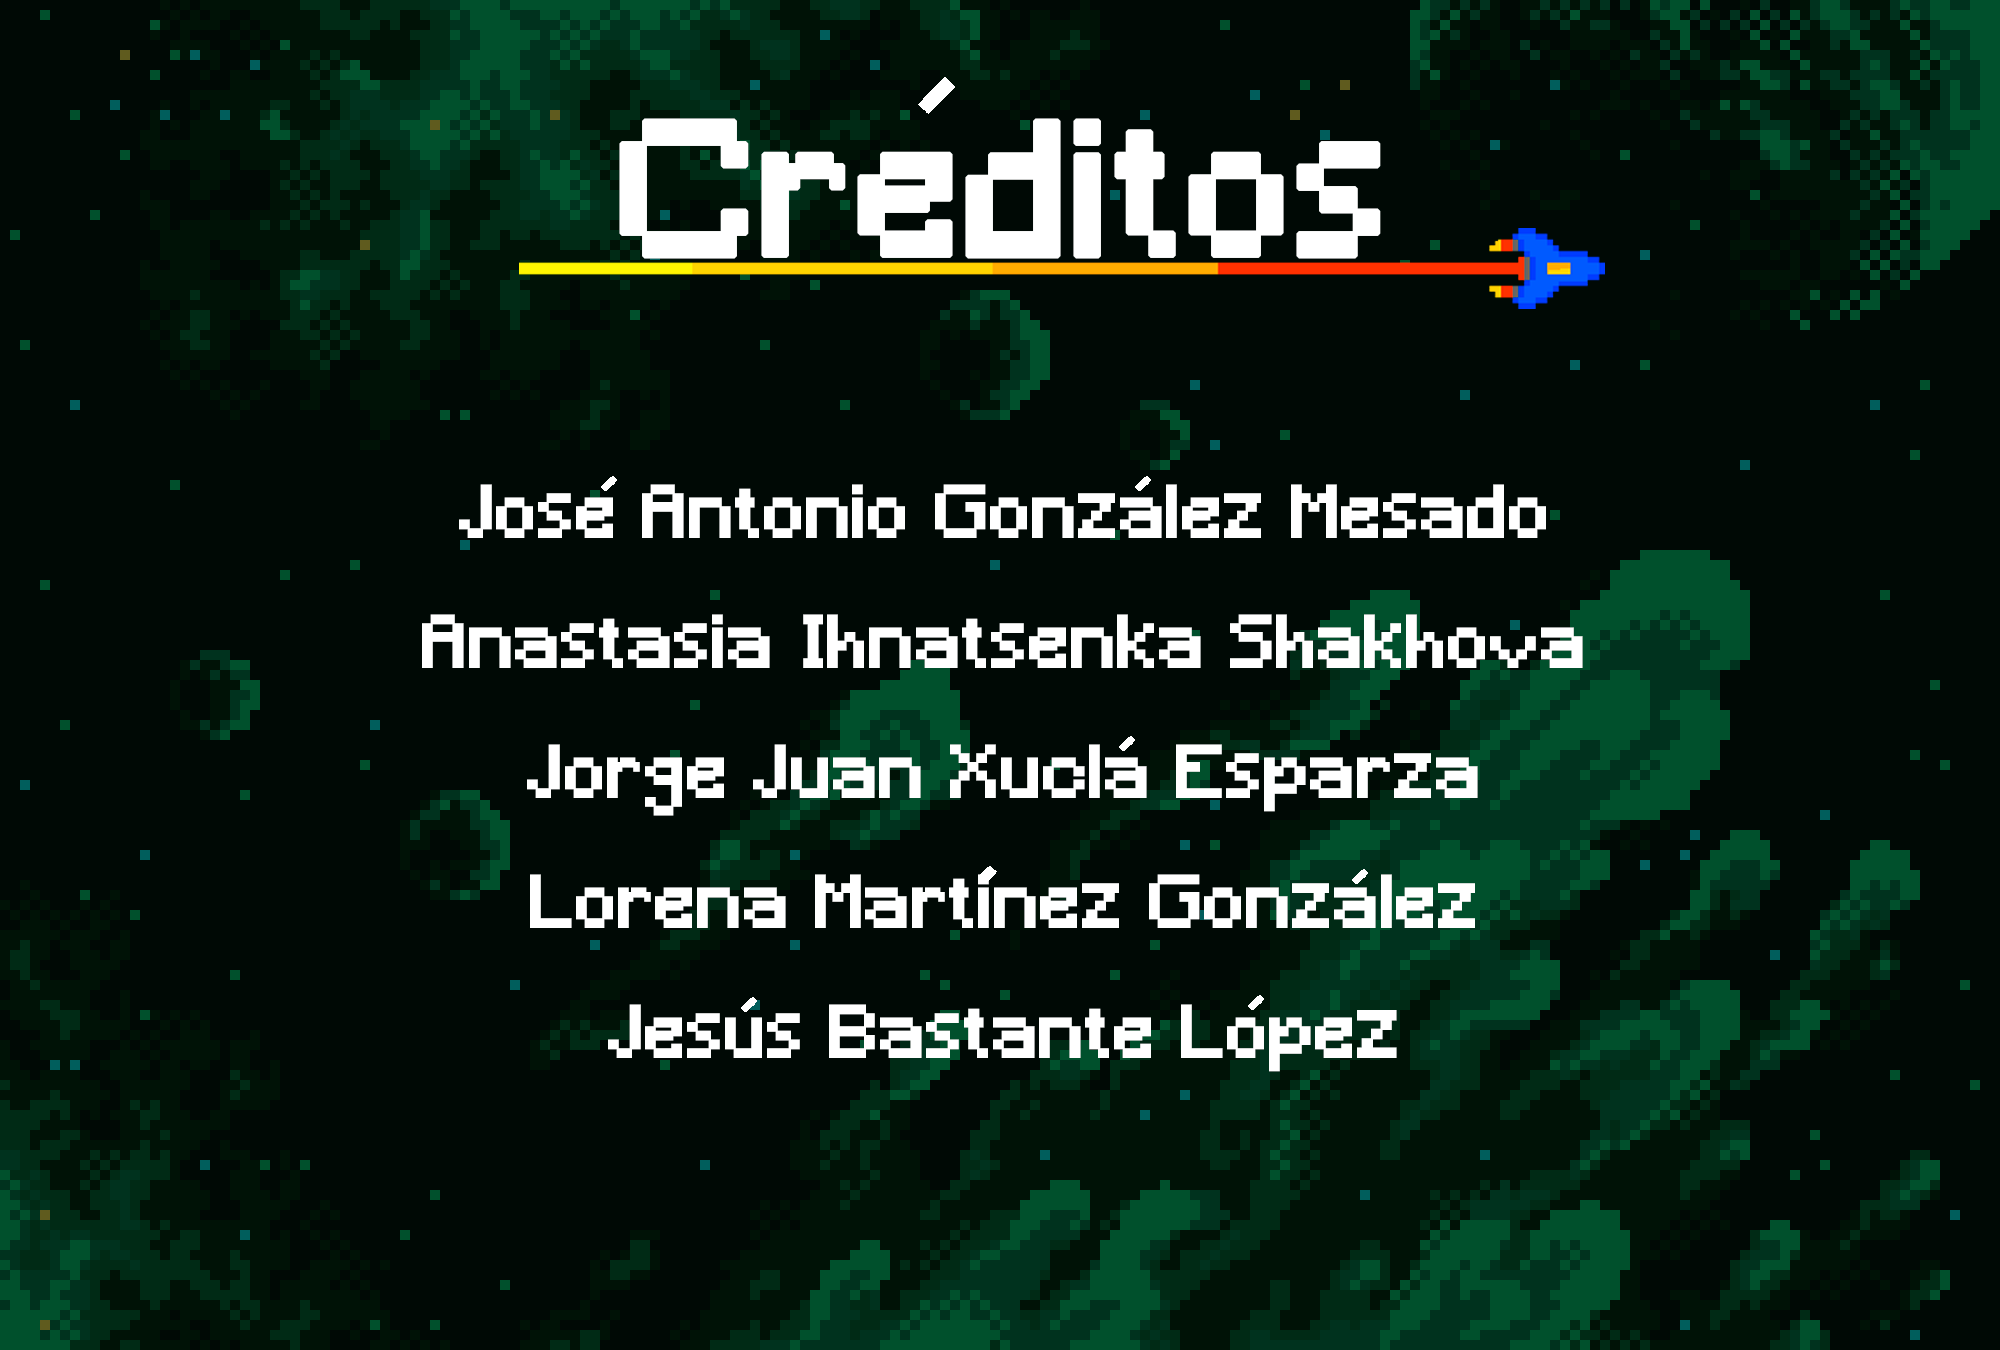 Créditos
José Antonio González Mesado
Anastasia Ihnatsenka Shakhova
Jorge Juan Xuclá Esparza
Lorena Martínez González
Jesús Bastante López